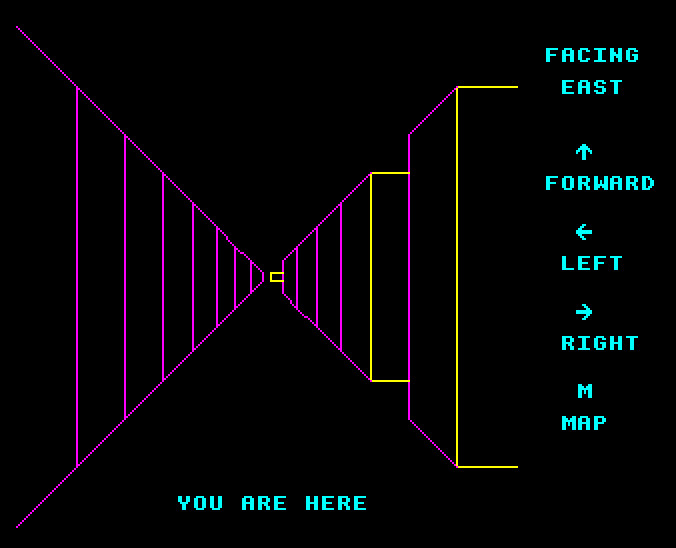 FACING
EAST
↑
FORWARD
←
LEFT
→
RIGHT
M
MAP
YOU ARE HERE